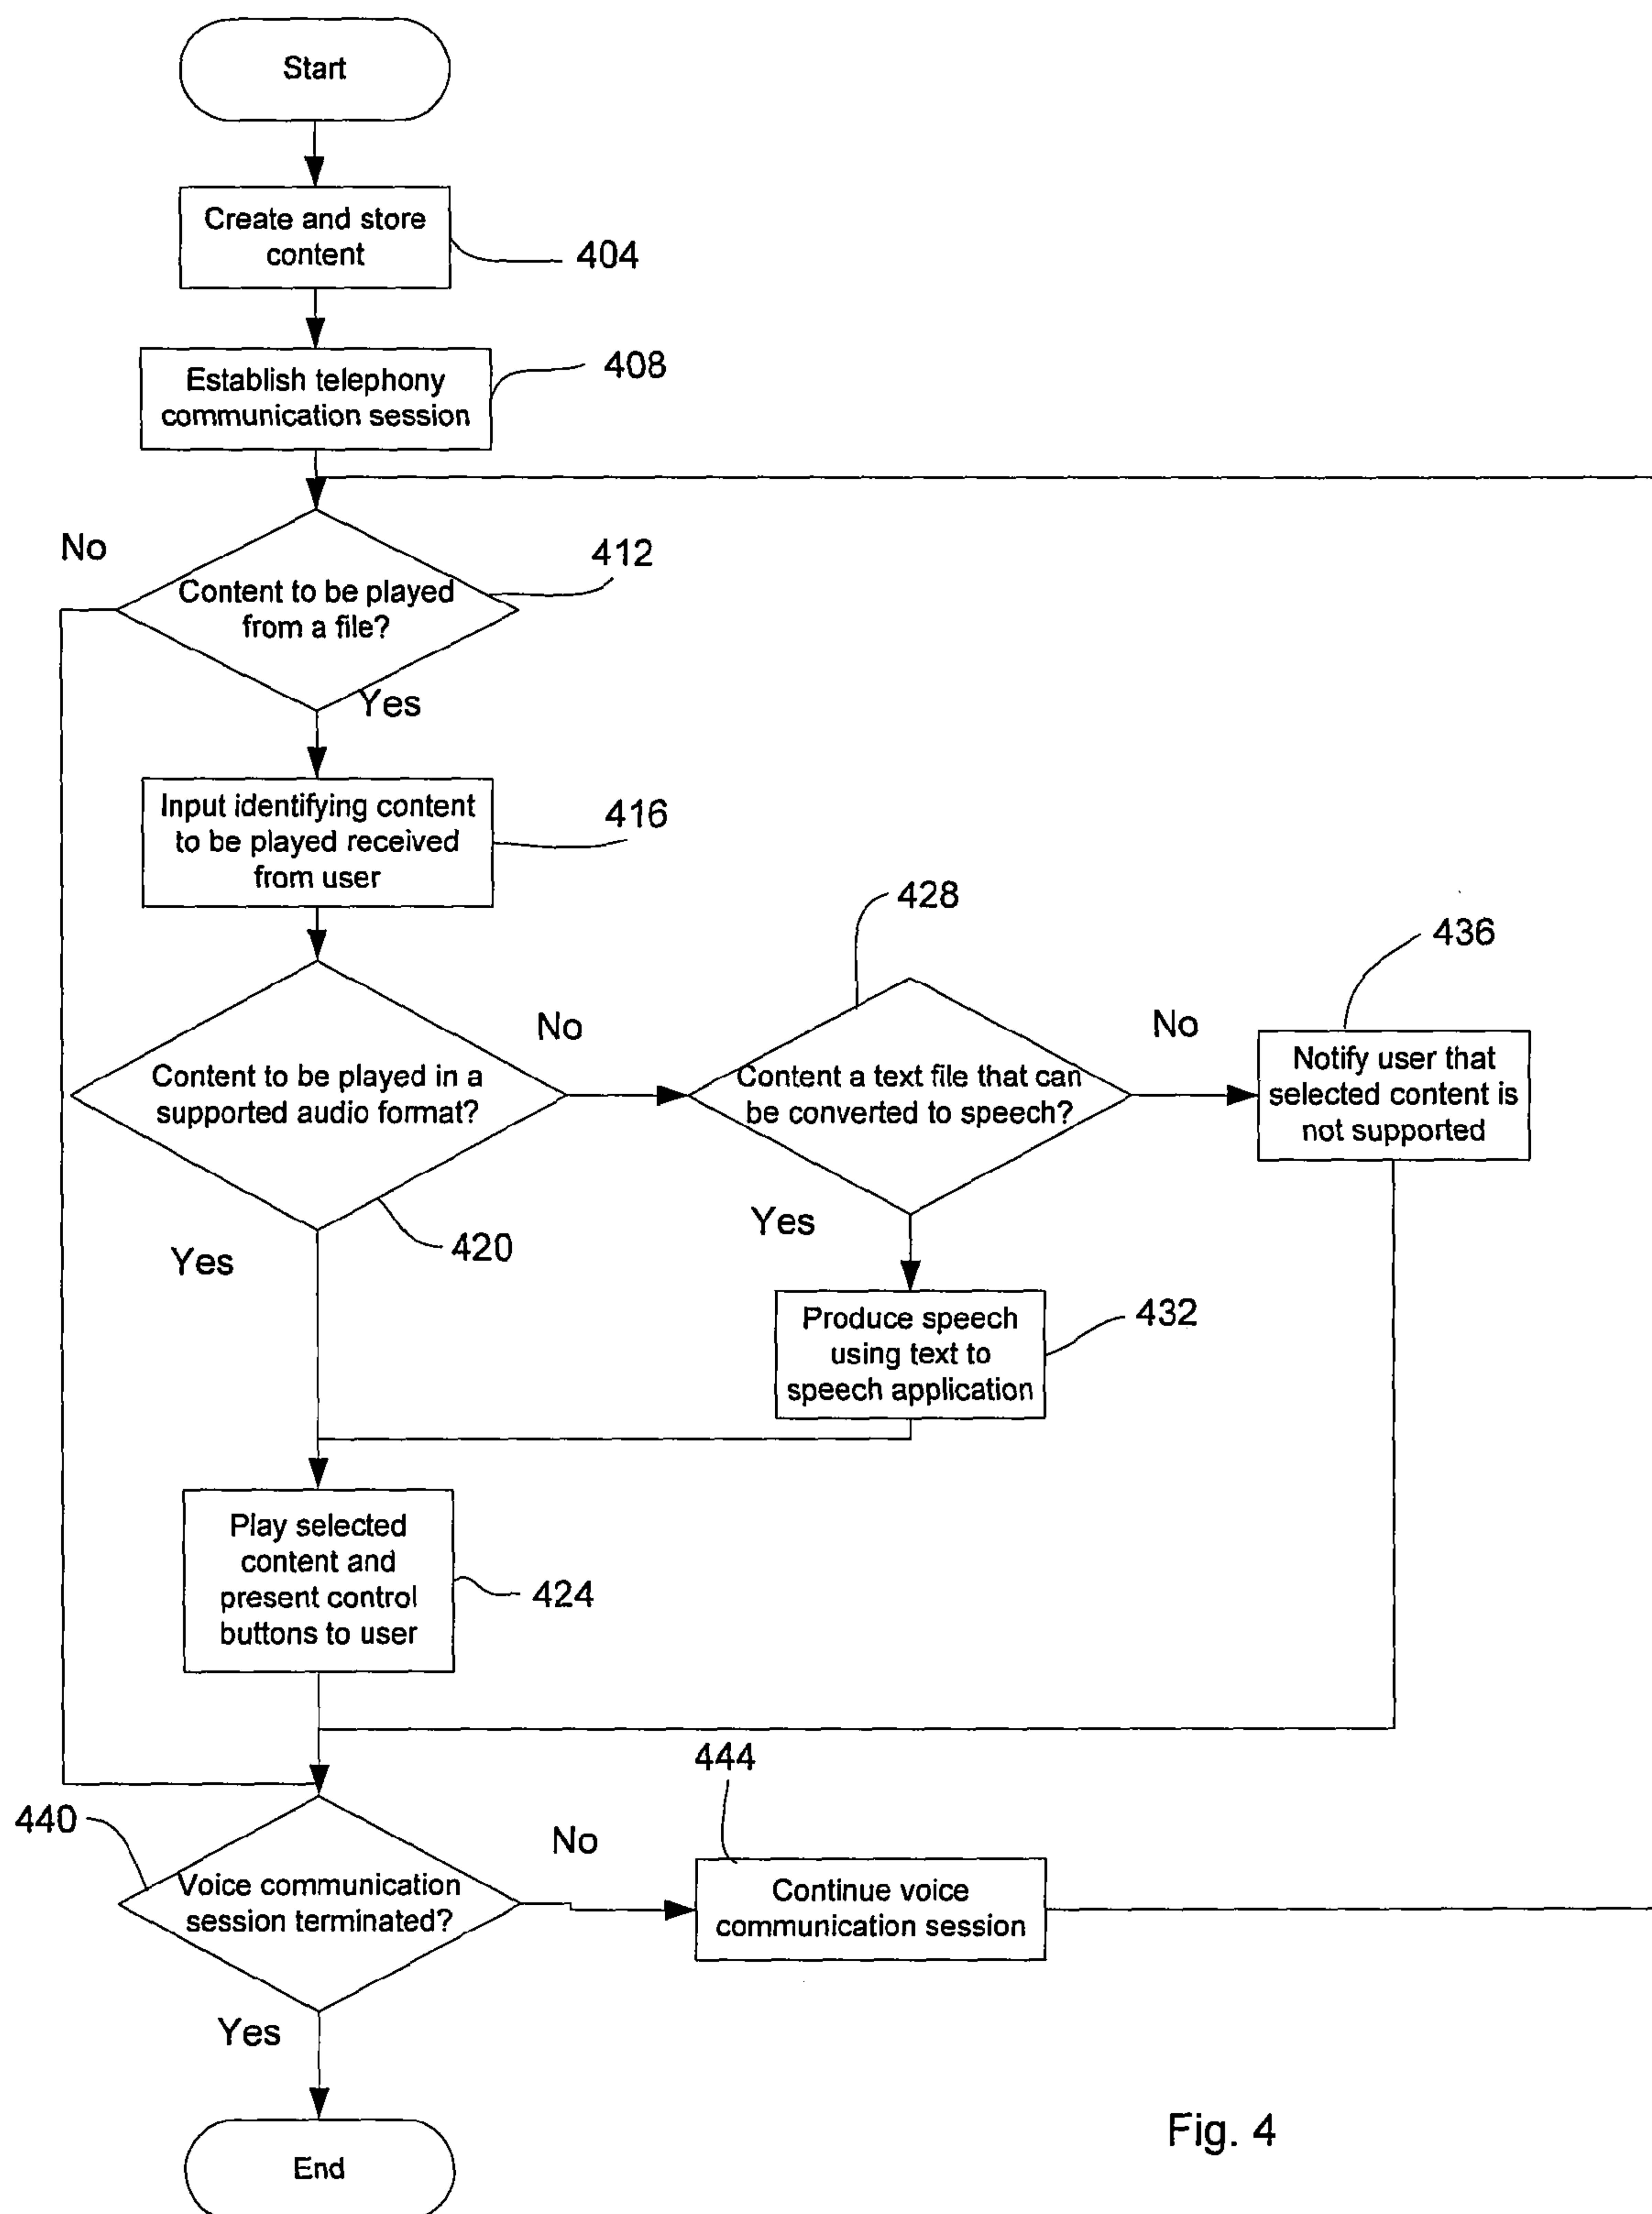 Start
Create and store
content
404
Establish telephony
communication session
408
No
412
Content to be played
from a file?
Yes
Input identifying content
to be played received
from user
416
428
436
No
No
Content to be played in a
supported audio format?
Content a text file that can
be converted to speech?
Notify user that
selected content is
not supported
Yes
420
Yes
Produce speech
using text to
speech application
432
Play selected
content and
present control
buttons to user
424
444
440
No
Voice communication
session terminated?
Continue voice
communication session
Yes
End
Fig. 4